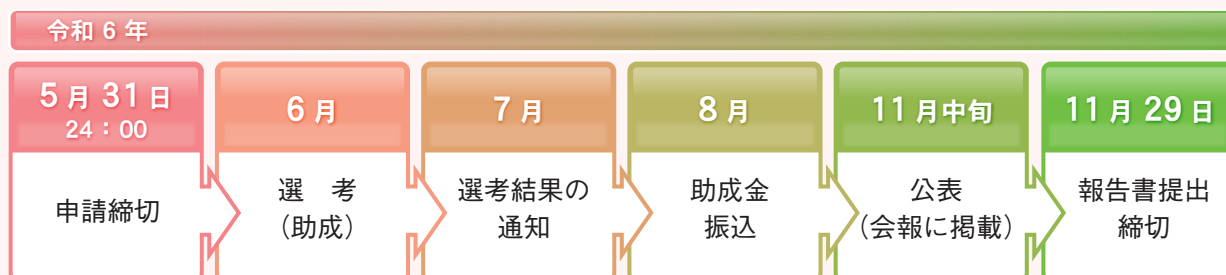 令和 6 年
5 月 31 日
24：00
申請締切
6 月
選　考
（助成）
7 月
選考結果の
通知
8 月
助成金
振込
11 月中旬
公表
（会報に掲載）
11 月 29 日
報告書提出
締切